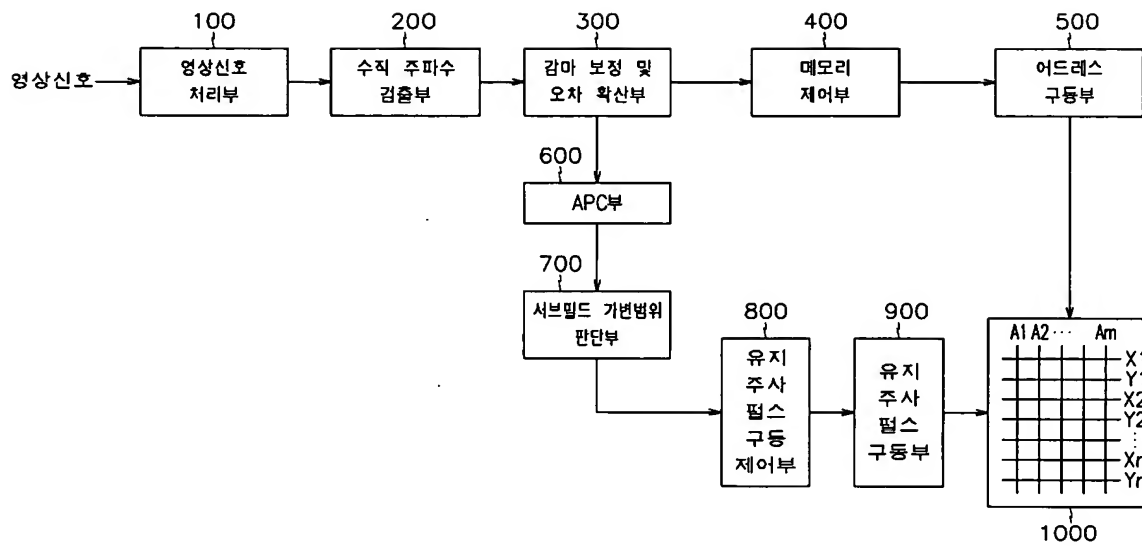 100
200
300
400
500
영상신호
영상신호
처리부
수직 주파수
검출부
감마 보정 및
오차 확산부
메모리
제어부
어드레스
구동부
600
APC부
700
서브필드 가변범위
판단부
800
유지
주사
펄스
구동
제어부
900
유지
주사
펄스
구동부
A1 A2 ··· Am
X1
Y1
X2
Y2
⋮
Xn
Yn
1000